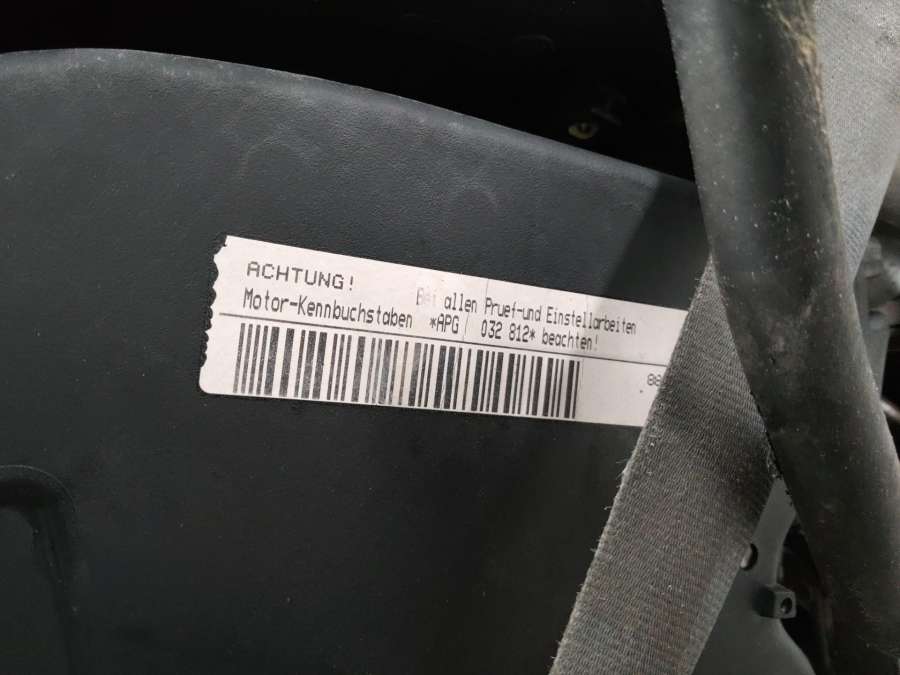 ACHTUNG! Bei allen Pruef-und Einstellarbeiten
Motor-Kennbuchstaben *APG 032 812* beachten!